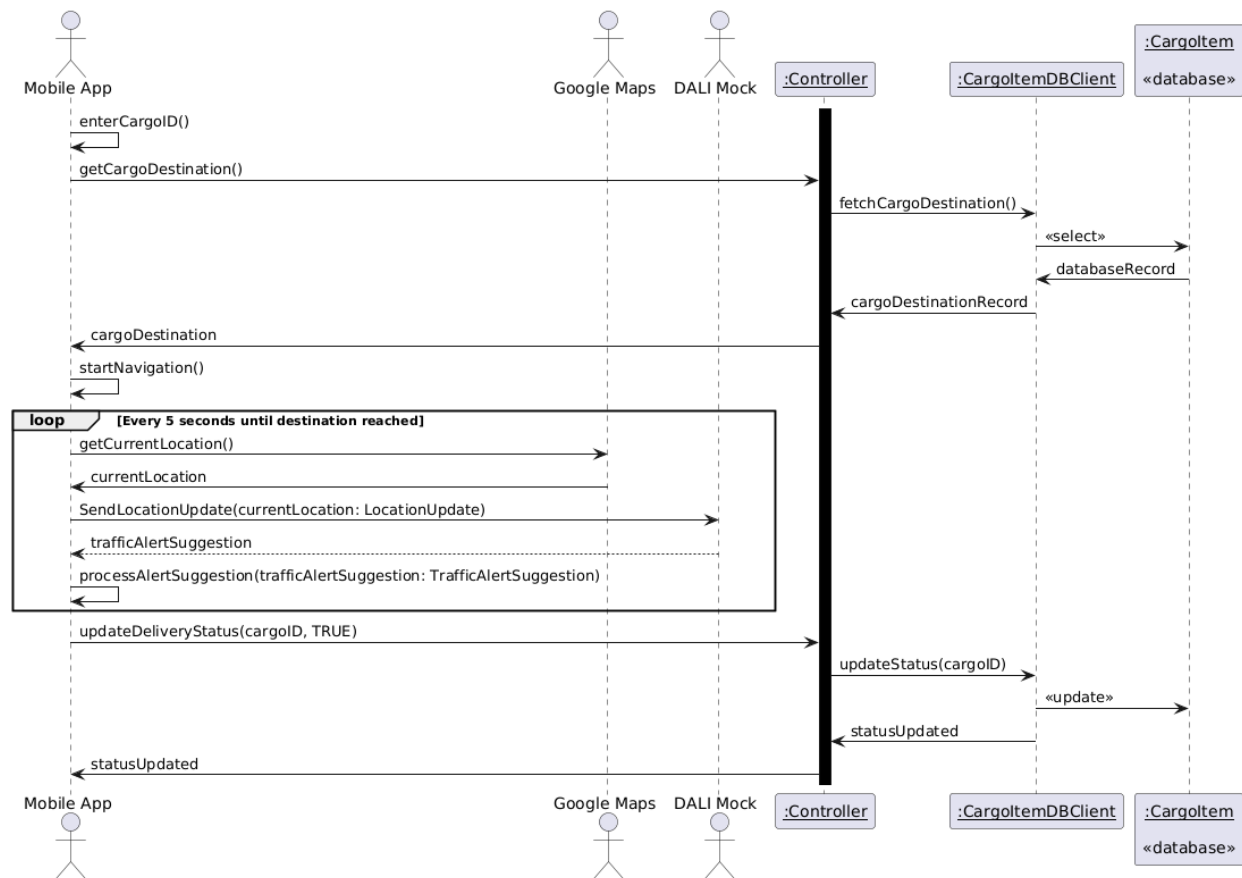 :CargoItem
Mobile App
Google Maps
DALI Mock
:Controller
:CargoItemDBClient
«database»
enterCargoID()
getCargoDestination()
fetchCargoDestination()
«select»
databaseRecord
cargoDestinationRecord
cargoDestination
startNavigation()
loop [Every 5 seconds until destination reached]
getCurrentLocation()
currentLocation
SendLocationUpdate(currentLocation: LocationUpdate)
trafficAlertSuggestion
processAlertSuggestion(trafficAlertSuggestion: TrafficAlertSuggestion)
updateDeliveryStatus(cargoID, TRUE)
updateStatus(cargoID)
«update»
statusUpdated
statusUpdated
Mobile App
Google Maps
DALI Mock
:Controller
:CargoItemDBClient
:CargoItem
«database»